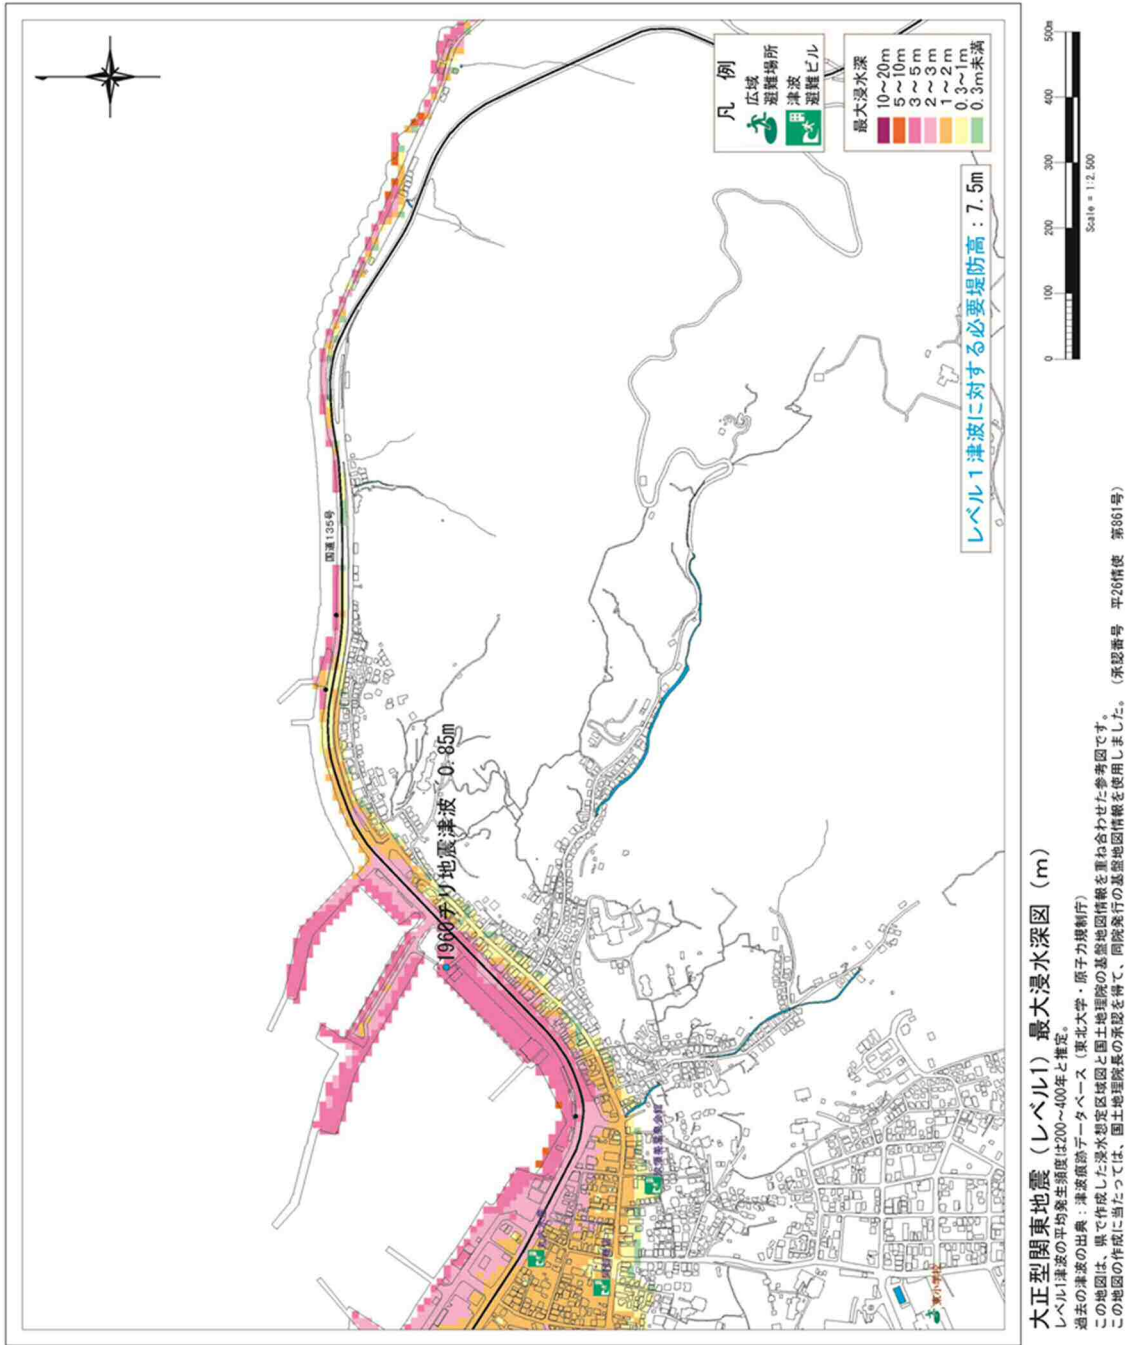 凡 例
広域
避難場所
津波
避難ビル
最大浸水深
10～20m
5～10m
3～5m
2～3m
1～2m
0.3～1m
0.3m未満
レベル1津波に対する必要堤防高：7.5m
国道135号
1960チリ地震津波 0.85m
東小学校
0 100 200 300 400 500m
Scale = 1:2,500
大正型関東地震（レベル1） 最大浸水深図（m）
レベル1津波の平均発生頻度は200～400年と推定。
過去の津波の出典：津波痕跡データベース（東北大学・原子力規制庁）
この地図は、県で作成した浸水想定区域図と国土地理院の基盤地図情報を重ね合わせた参考図です。
この地図の作成に当たっては、国土地理院長の承認を得て、同院発行の基盤地図情報を使用しました。（承認番号 平26情使 第861号）